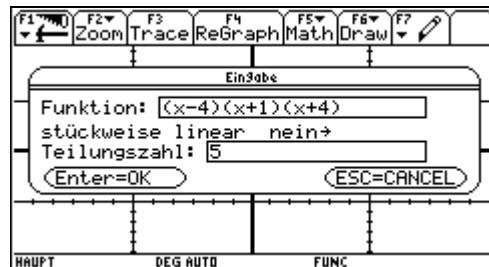 F1 F2 F3 F4 F5 F6 F7
Zoom Trace ReGraph Math Draw
Eingabe
Funktion: (x-4)(x+1)(x+4)
stückweise linear nein→
Teilungszahl: 5
Enter=OK ESC=CANCEL
HAUPT DEG AUTO FUNC